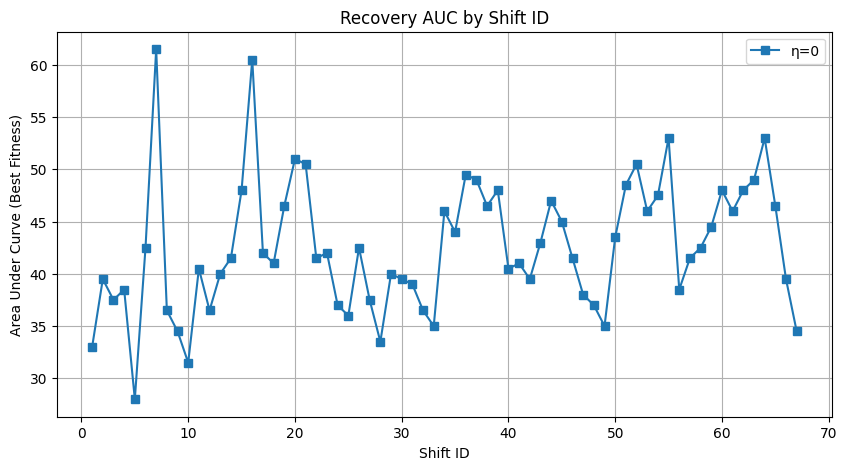 Recovery AUC by Shift ID
η=0
Area Under Curve (Best Fitness)
60
55
50
45
40
35
30
0 10 20 30 40 50 60 70
Shift ID